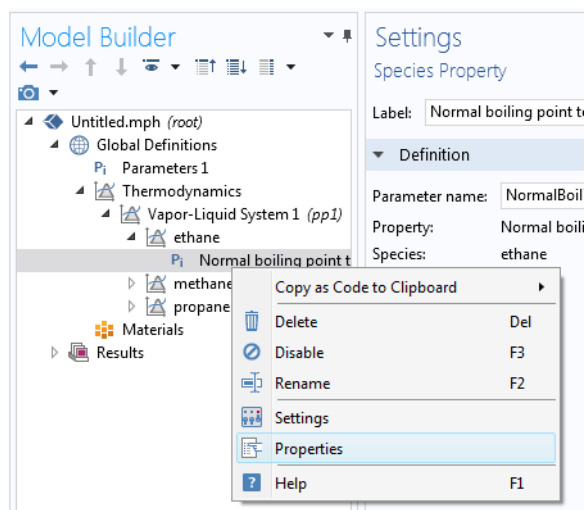 Model Builder
Untitled.mph (root)
Global Definitions
Pi Parameters 1
Thermodynamics
Vapor-Liquid System 1 (pp1)
ethane
Pi Normal boiling point t
methane
propane
Materials
Results
Settings
Species Property
Label: Normal boiling point t
Definition
Parameter name: NormalBoil
Property: Normal boili
Species: ethane
Copy as Code to Clipboard
Delete Del
Disable F3
Rename F2
Settings
Properties
? Help F1